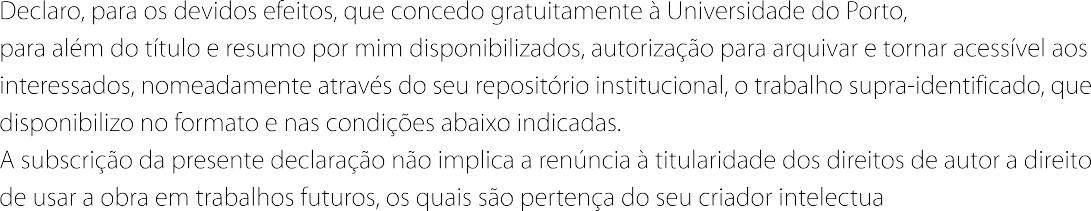 Declaro, para os devidos efeitos, que concedo gratuitamente à Universidade do Porto,
para além do título e resumo por mim disponibilizados, autorização para arquivar e tornar acessível aos
interessados, nomeadamente através do seu repositório institucional, o trabalho supra-identificado, que
disponibilizo no formato e nas condições abaixo indicadas.
A subscrição da presente declaração não implica a renúncia à titularidade dos direitos de autor a direito
de usar a obra em trabalhos futuros, os quais são pertença do seu criador intelectua